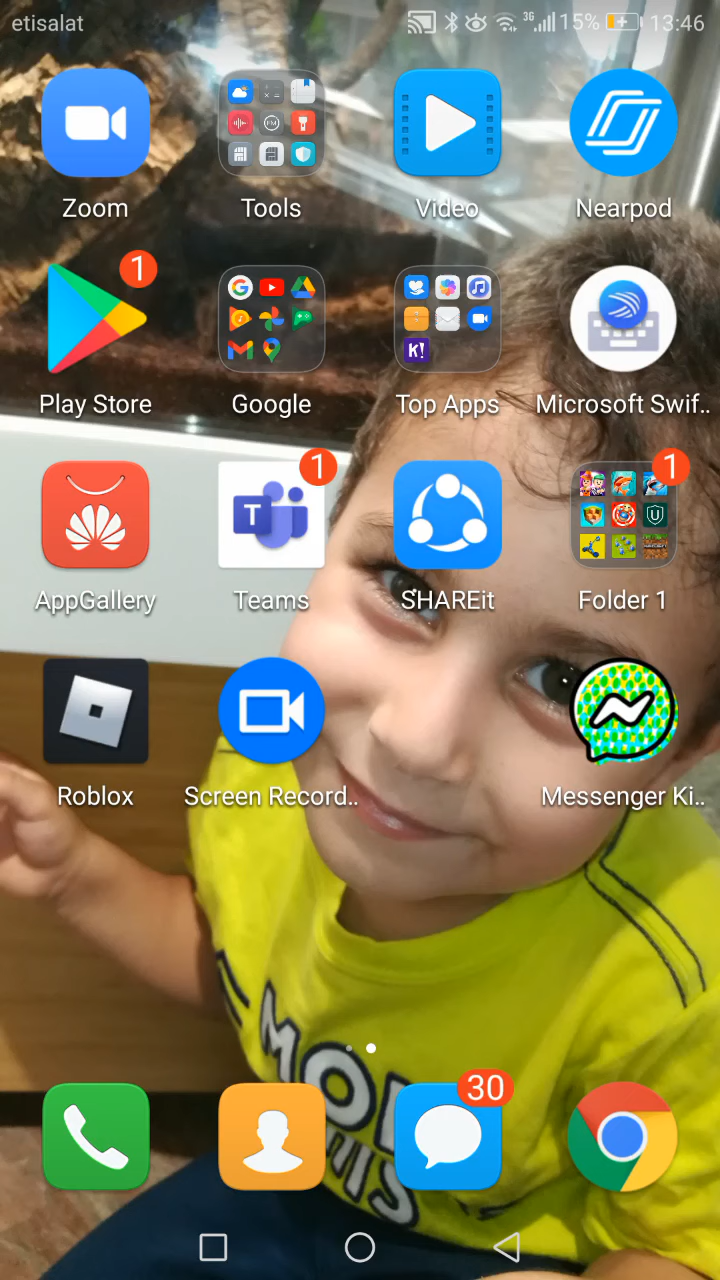 etisalat 3G 15% 13:46
Zoom Tools Video Nearpod
1
Play Store Google Top Apps Microsoft Swif..
K!
1 1
AppGallery Teams SHAREit Folder 1
T
Roblox Screen Record.. Messenger Ki..
30